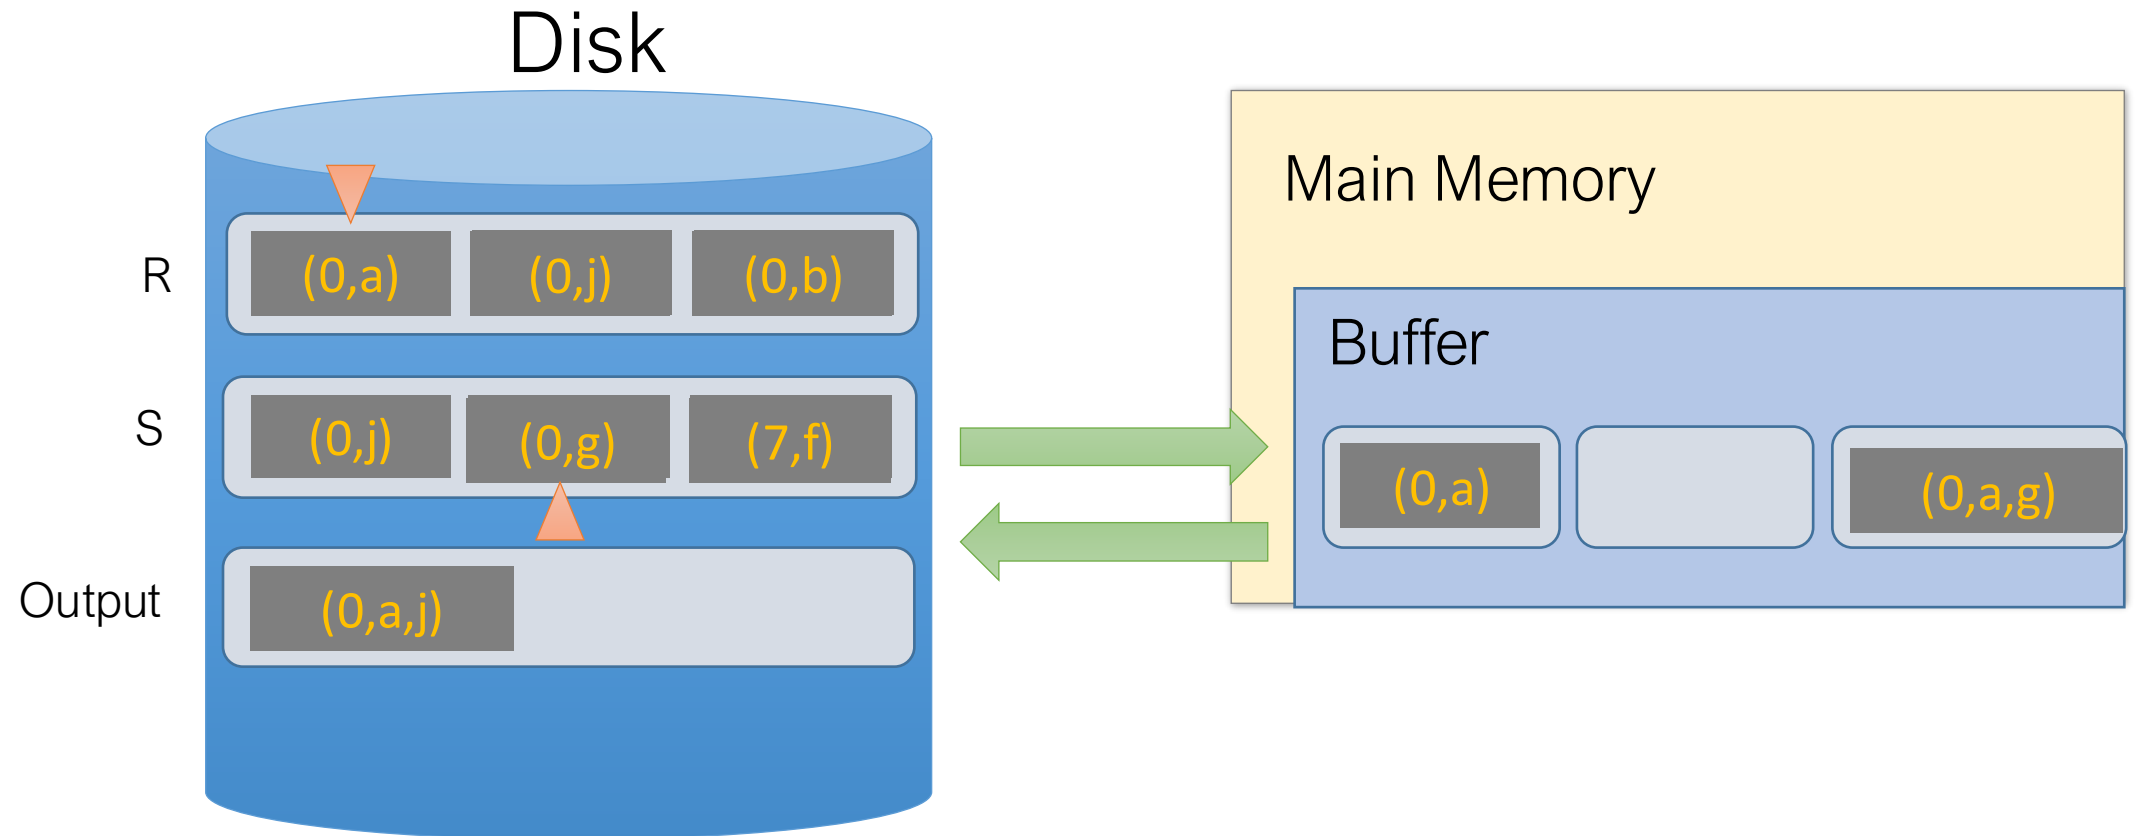 Disk
Main Memory
R
(0,a) (0,j) (0,b)
Buffer
S
(0,j) (0,g) (7,f)
(0,a) (0,a,g)
Output
(0,a,j)